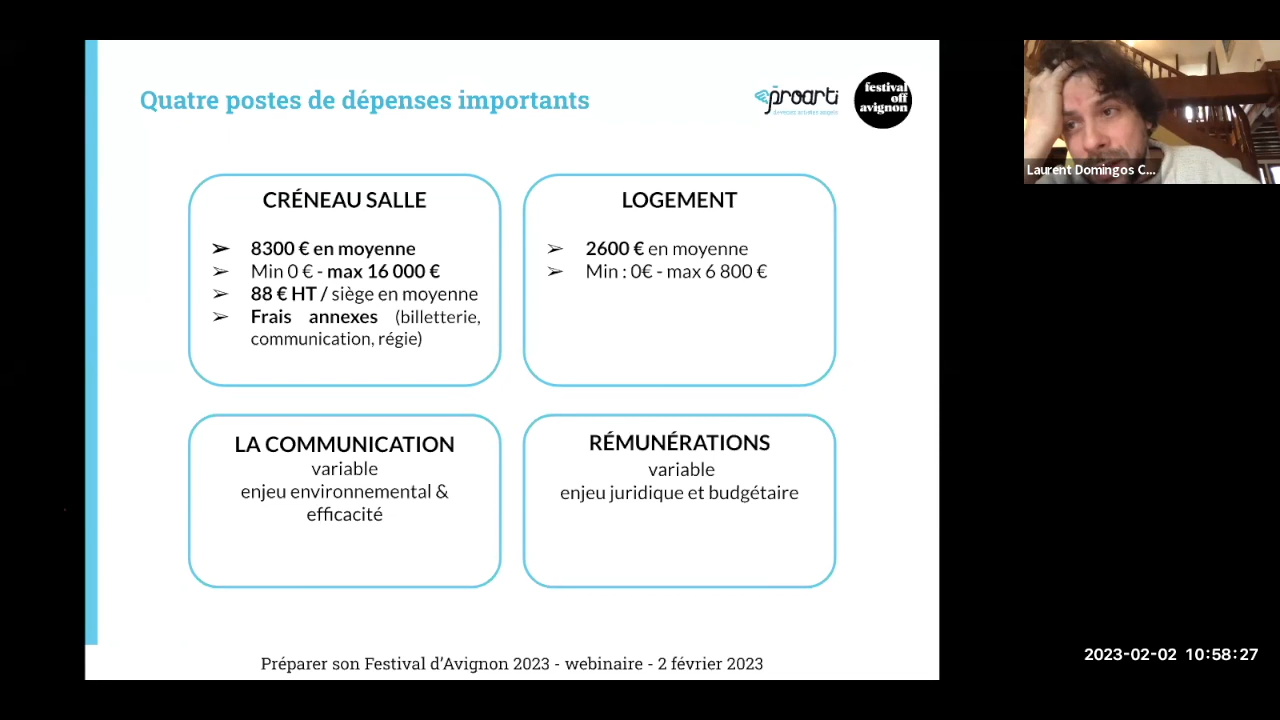 Quatre postes de dépenses importants
proarti
festival
off
avignon
CRÉNEAU SALLE
➢ 8300 € en moyenne
➢ Min 0 € - max 16 000 €
➢ 88 € HT / siège en moyenne
➢ Frais annexes (billetterie,
communication, régie)
LOGEMENT
➢ 2600 € en moyenne
➢ Min : 0€ - max 6 800 €
LA COMMUNICATION
variable
enjeu environnemental &
efficacité
RÉMUNÉRATIONS
variable
enjeu juridique et budgétaire
Préparer son Festival d'Avignon 2023 - webinaire - 2 février 2023
Laurent Domingos C...
2023-02-02 10:58:27